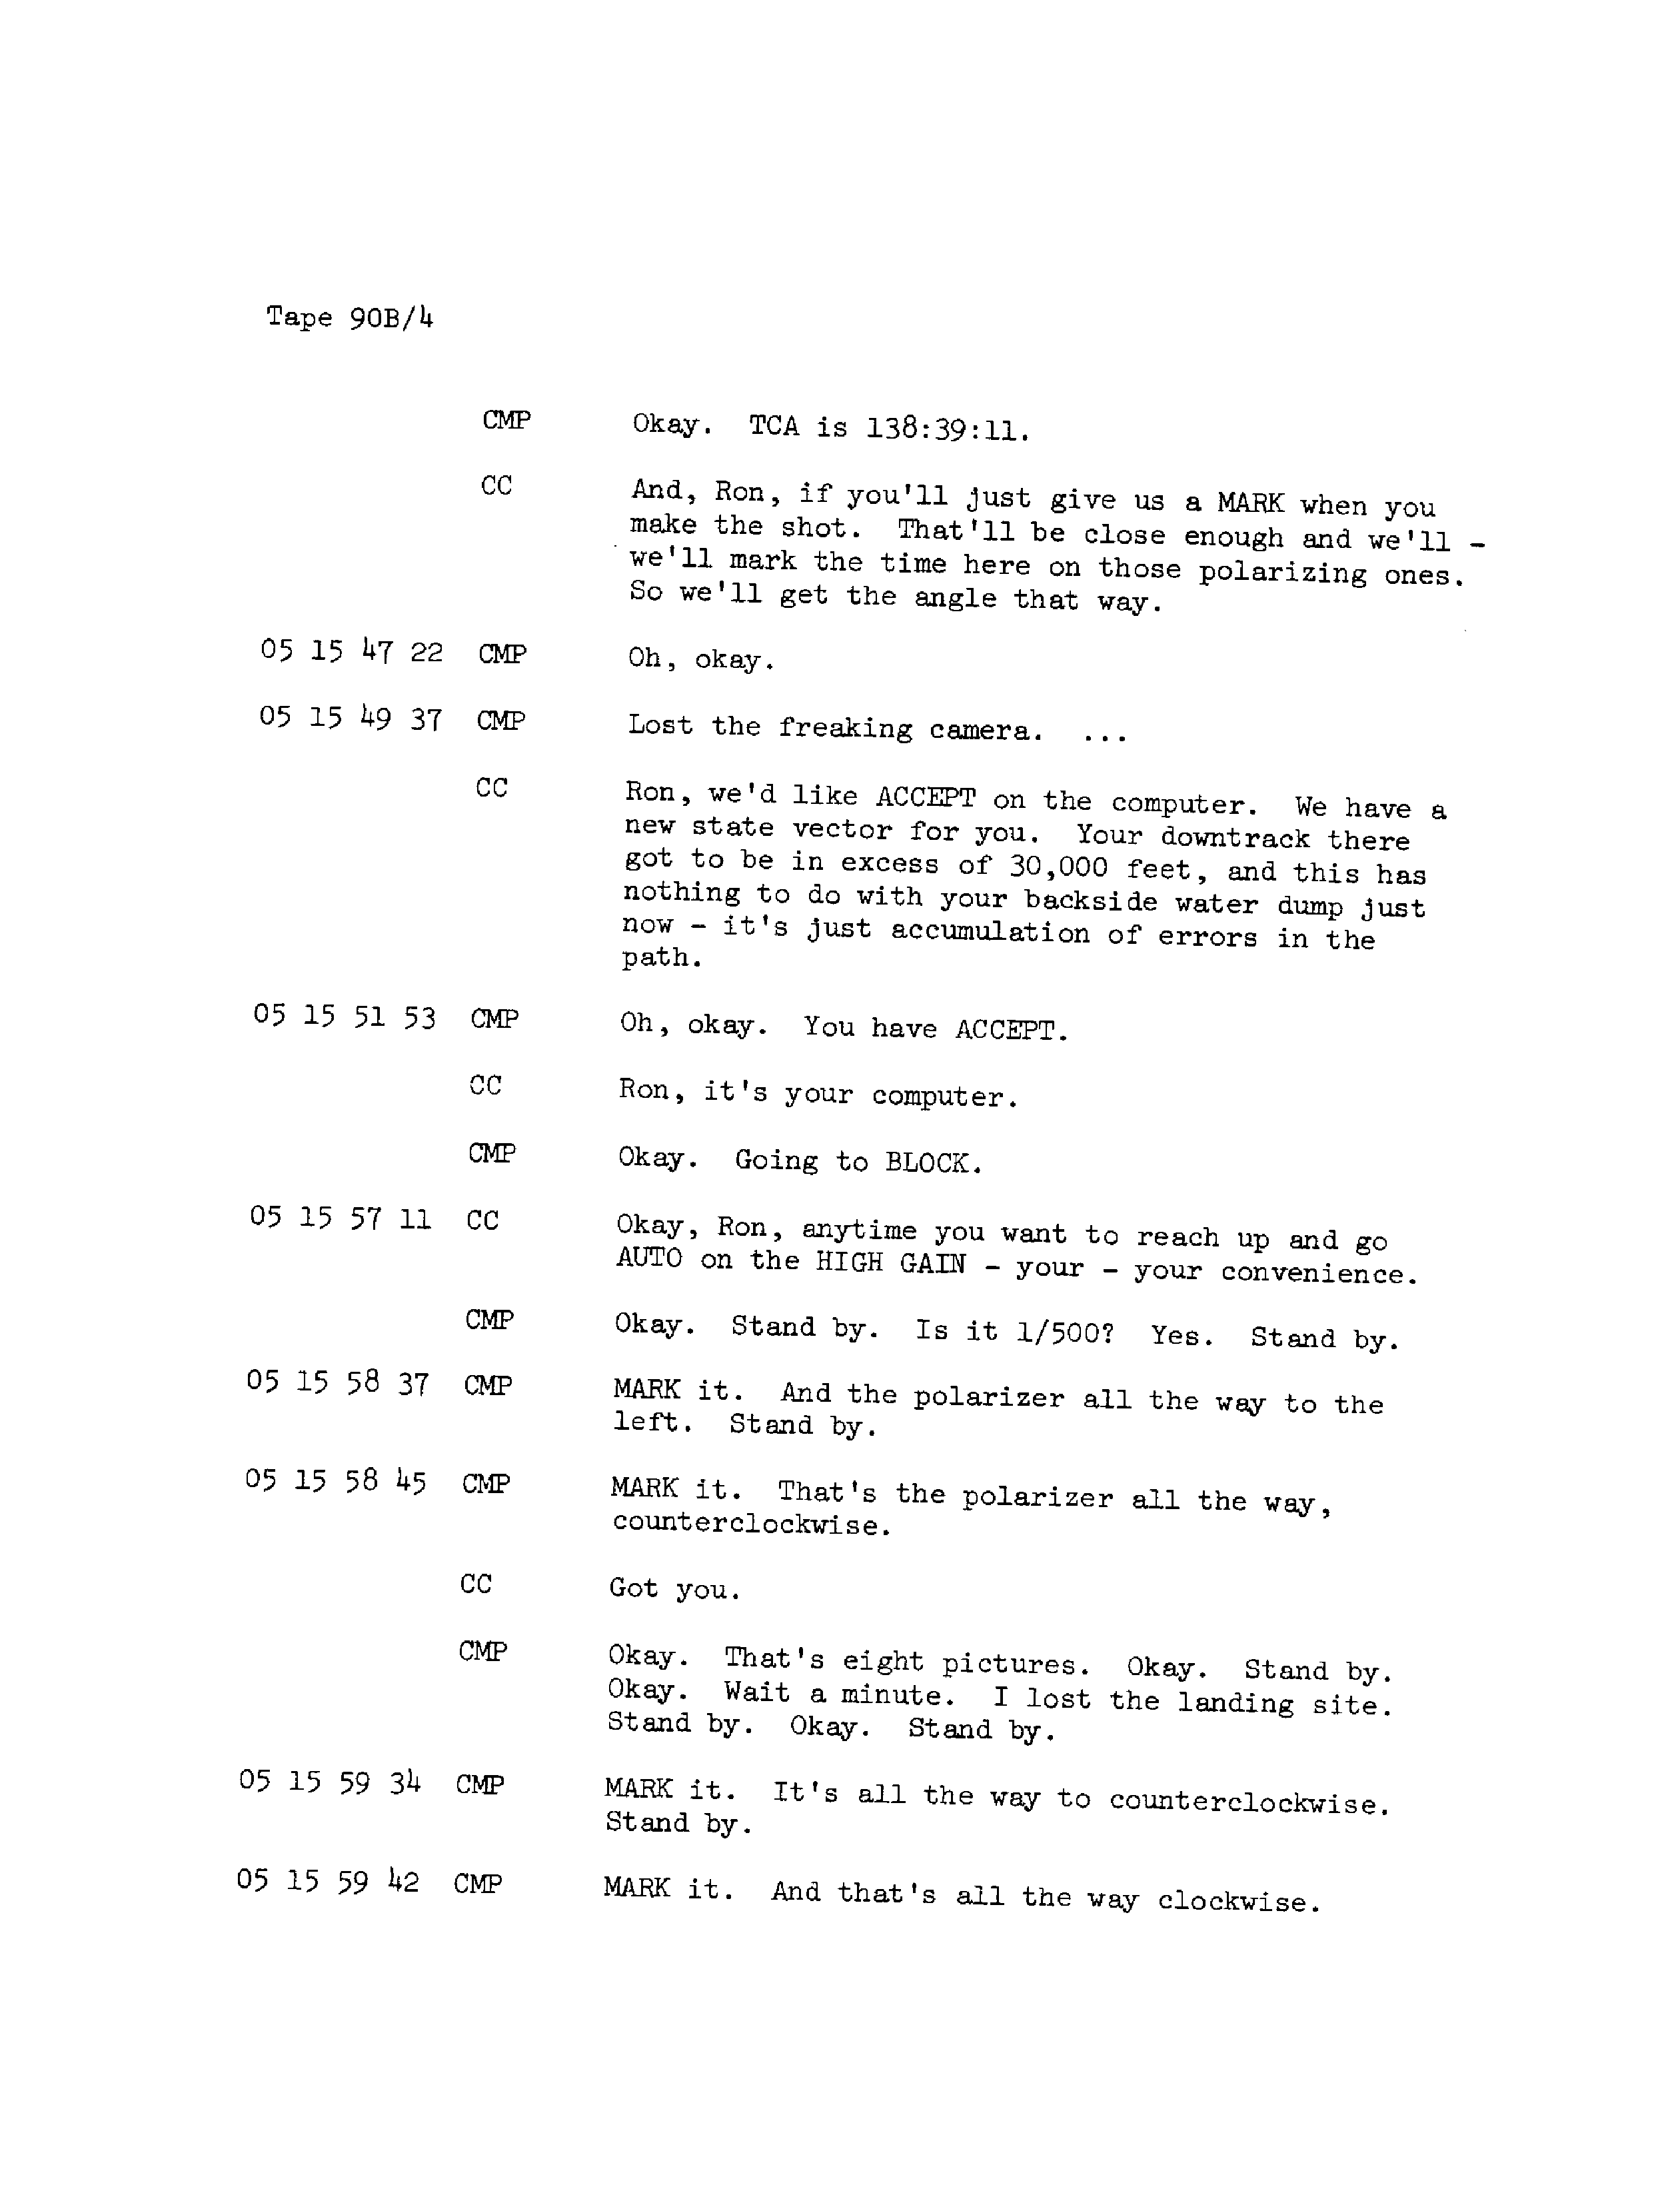 Tape 90B/4
CMP Okay. TCA is 138:39:11.
CC And, Ron, if you'll just give us a MARK when you
make the shot. That'll be close enough and we'll -
we'll mark the time here on those polarizing ones.
So we'll get the angle that way.
05 15 47 22 CMP Oh, okay.
05 15 49 37 CMP Lost the freaking camera. ...
CC Ron, we'd like ACCEPT on the computer. We have a
new state vector for you. Your downtrack there
got to be in excess of 30,000 feet, and this has
nothing to do with your backside water dump just
now - it's just accumulation of errors in the
path.
05 15 51 53 CMP Oh, okay. You have ACCEPT.
CC Ron, it's your computer.
CMP Okay. Going to BLOCK.
05 15 57 11 CC Okay, Ron, anytime you want to reach up and go
AUTO on the HIGH GAIN - your - your convenience.
CMP Okay. Stand by. Is it 1/500? Yes. Stand by.
05 15 58 37 CMP MARK it. And the polarizer all the way to the
left. Stand by.
05 15 58 45 CMP MARK it. That's the polarizer all the way,
counterclockwise.
CC Got you.
CMP Okay. That's eight pictures. Okay. Stand by.
Okay. Wait a minute. I lost the landing site.
Stand by. Okay. Stand by.
05 15 59 34 CMP MARK it. It's all the way to counterclockwise.
Stand by.
05 15 59 42 CMP MARK it. And that's all the way clockwise.